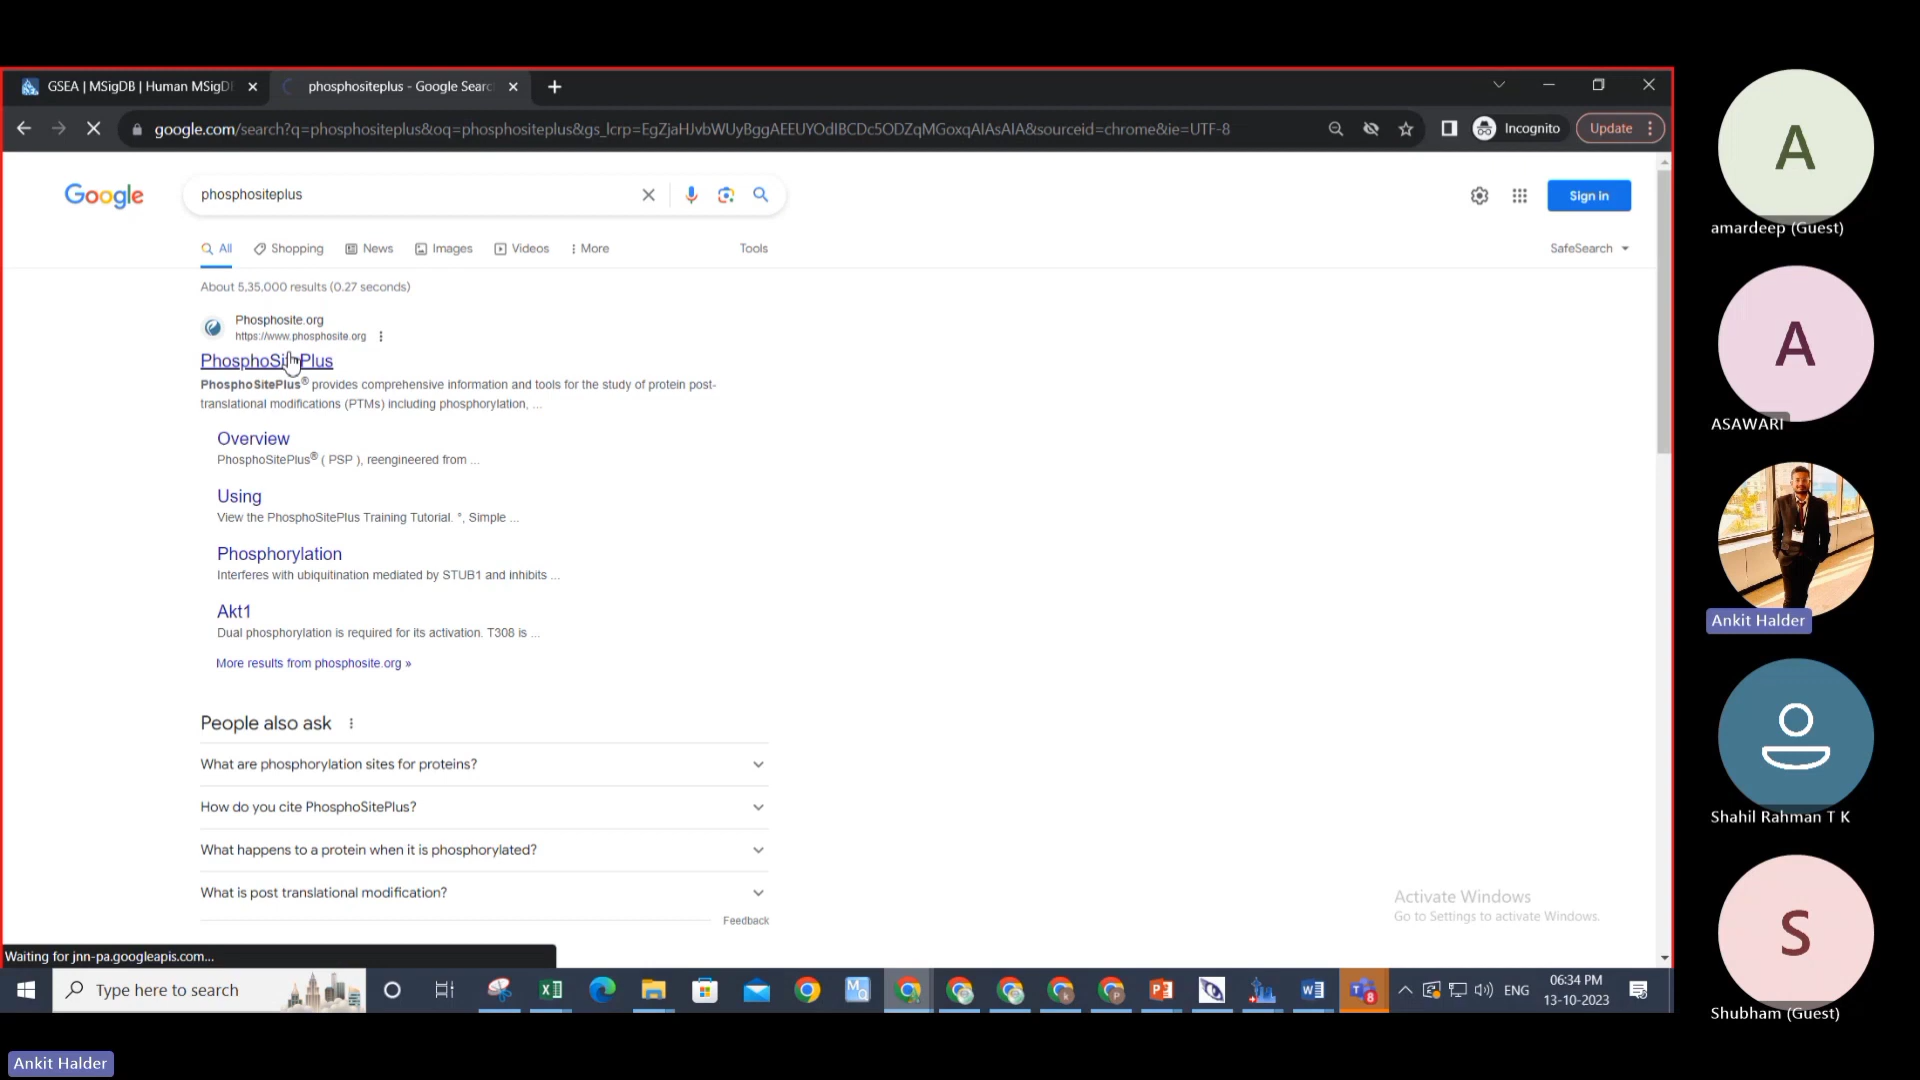 GSEA | MSigDB | Human MSigD
phosphositeplus - Google Searc
google.com/search?q=phosphositeplus&oq=phosphositeplus&gs_lcrp=EgZjaHJvbWUyBggAEEUYOdIBCDc5ODZqMGoxqAIAsAIA&sourceid=chrome&ie=UTF-8
Incognito
Update
Google
phosphositeplus
Sign in
All
Shopping
News
Images
Videos
More
Tools
SafeSearch
About 5,35,000 results (0.27 seconds)
Phosphosite.org
https://www.phosphosite.org
PhosphoSitePlus
PhosphoSitePlus® provides comprehensive information and tools for the study of protein post-
translational modifications (PTMs) including phosphorylation, ...
Overview
PhosphoSitePlus® ( PSP ), reengineered from ...
Using
View the PhosphoSitePlus Training Tutorial. °, Simple ...
Phosphorylation
Interferes with ubiquitination mediated by STUB1 and inhibits ...
Akt1
Dual phosphorylation is required for its activation. T308 is ...
More results from phosphosite.org »
People also ask
What are phosphorylation sites for proteins?
How do you cite PhosphoSitePlus?
What happens to a protein when it is phosphorylated?
What is post translational modification?
Feedback
Activate Windows
Go to Settings to activate Windows.
Waiting for jnn-pa.googleapis.com...
Type here to search
ENG
06:34 PM
13-10-2023
A
amardeep (Guest)
A
ASAWARI
Ankit Halder
Shahil Rahman T K
S
Shubham (Guest)
Ankit Halder